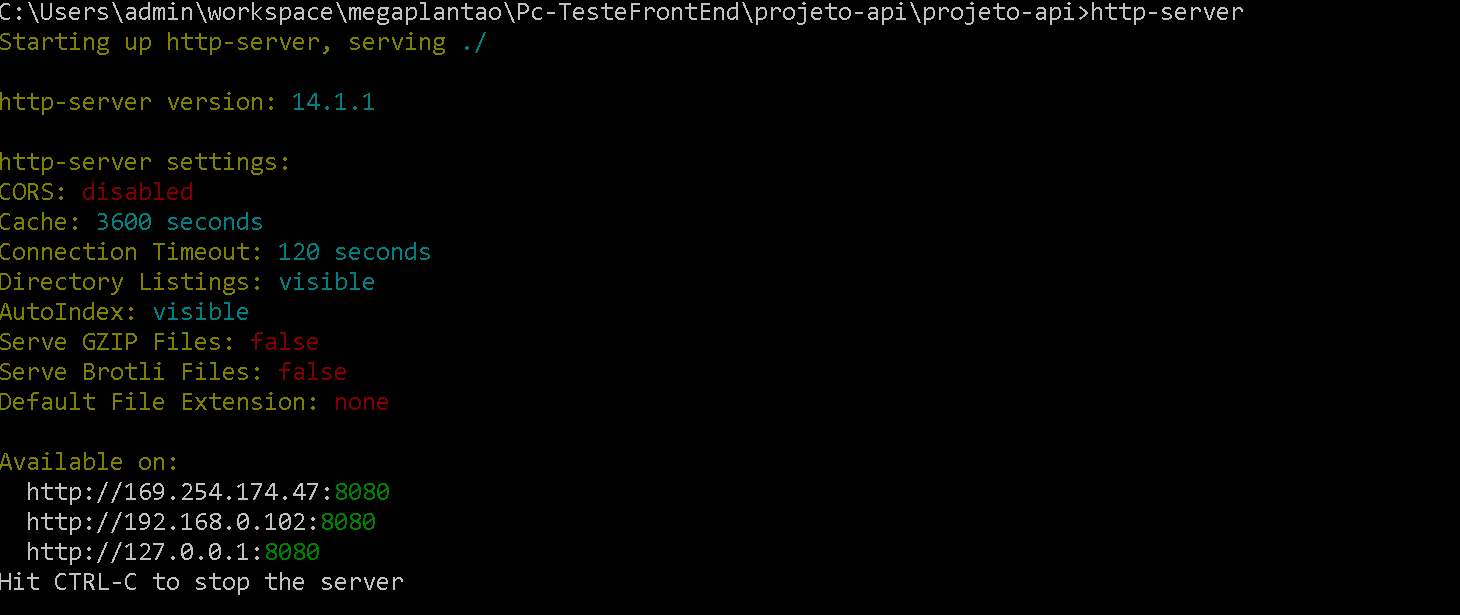 C:\Users\admin\workspace\megaplantao\Pc-TesteFrontEnd\projeto-api\projeto-api>http-server
Starting up http-server, serving ./
http-server version: 14.1.1
http-server settings:
CORS: disabled
Cache: 3600 seconds
Connection Timeout: 120 seconds
Directory Listings: visible
AutoIndex: visible
Serve GZIP Files: false
Serve Brotli Files: false
Default File Extension: none
Available on:
http://169.254.174.47:8080
http://192.168.0.102:8080
http://127.0.0.1:8080
Hit CTRL-C to stop the server